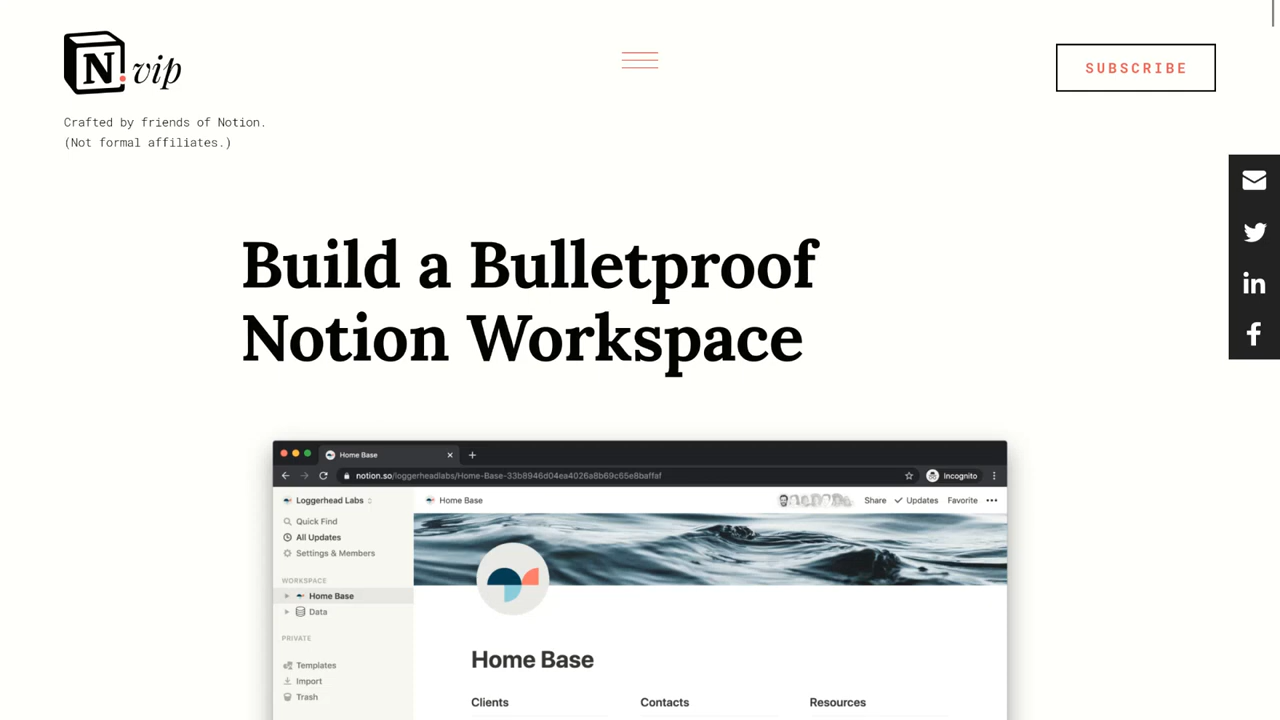 N.vip
SUBSCRIBE
Crafted by friends of Notion.
(Not formal affiliates.)
Build a Bulletproof
Notion Workspace
Home Base
notion.so/loggerheadlabs/Home-Base-33b8946d04ea4026a8b69c65e8baffaf
Incognito
Loggerhead Labs
Home Base
Share
Updates
Favorite
Quick Find
All Updates
Settings & Members
WORKSPACE
Home Base
Data
PRIVATE
Templates
Import
Trash
Home Base
Clients
Contacts
Resources